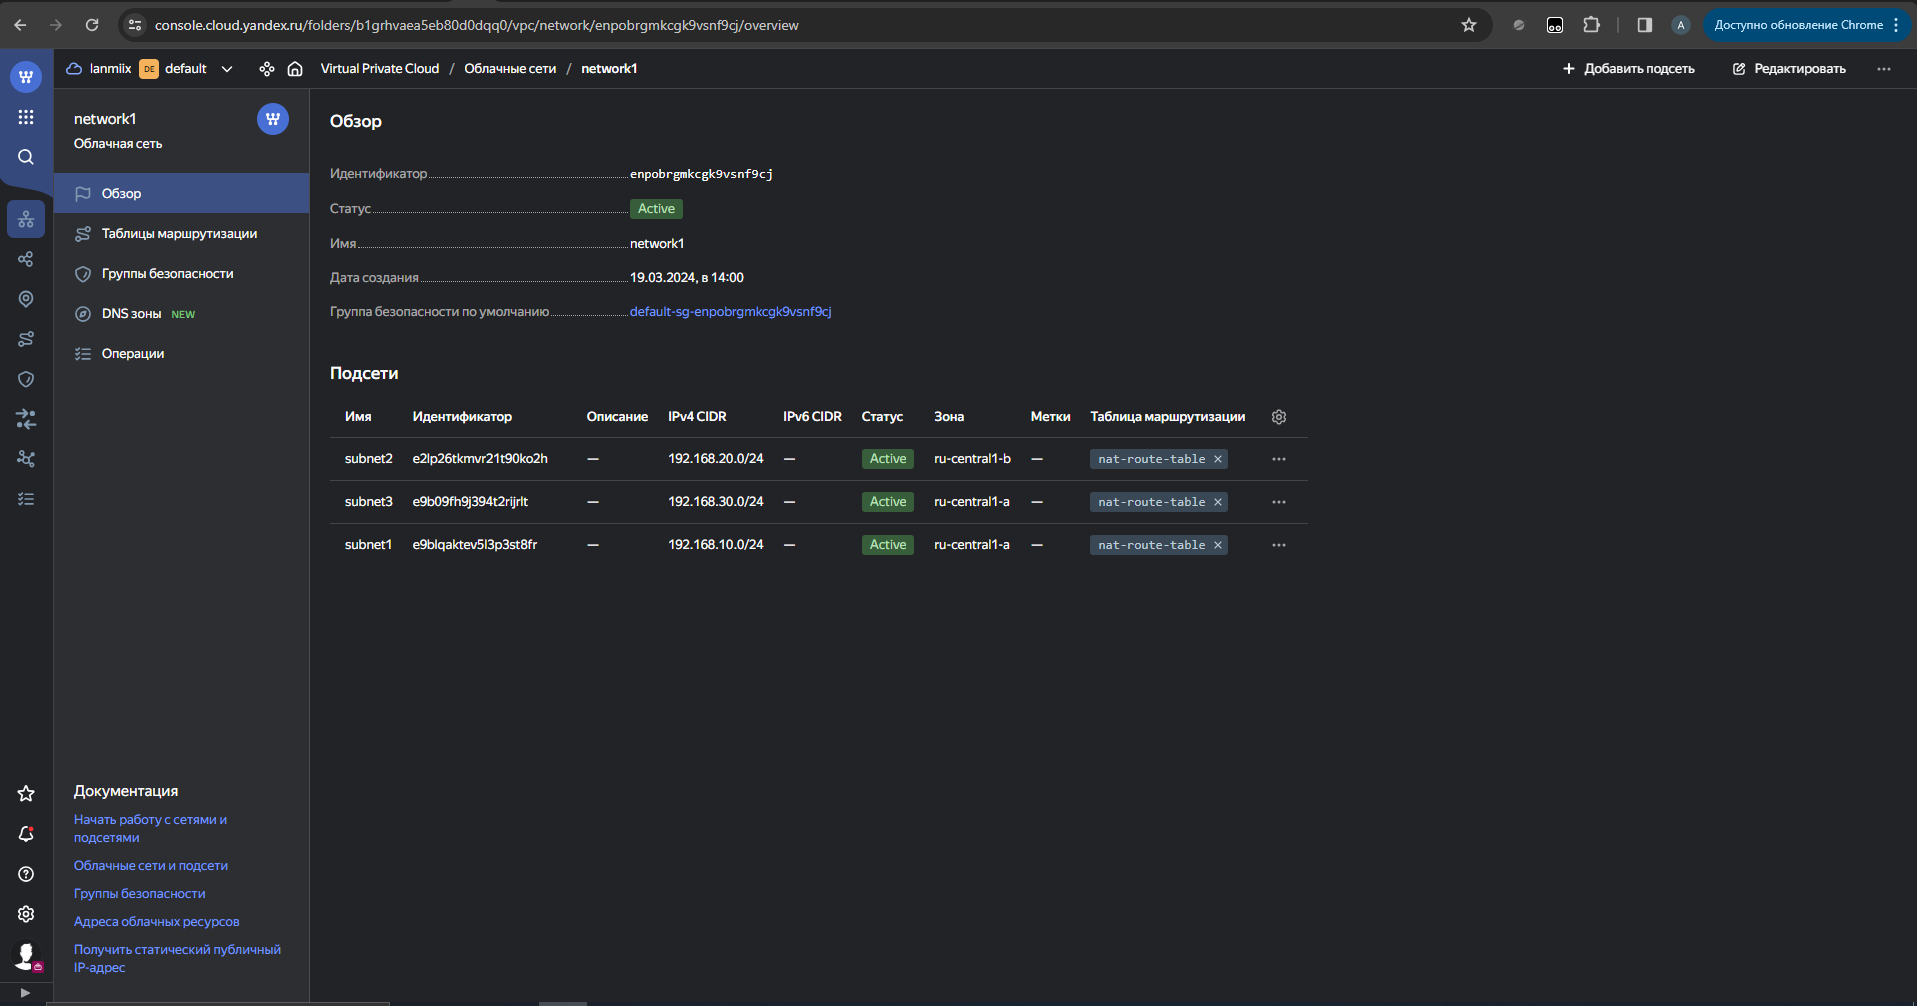 console.cloud.yandex.ru/folders/b1grhvaea5eb80d0dqq0/vpc/network/enpobrgmkcgk9vsnf9cj/overview
A
Доступно обновление Chrome
lanmiix DE default
Virtual Private Cloud / Облачные сети / network1
Добавить подсеть
Редактировать
network1
Облачная сеть
Обзор
Таблицы маршрутизации
Группы безопасности
DNS зоны NEW
Операции
Документация
Начать работу с сетями и
подсетями
Облачные сети и подсети
Группы безопасности
Адреса облачных ресурсов
Получить статический публичный
IP-адрес
Обзор
Идентификатор enpobrgmkcgk9vsnf9cj
Статус Active
Имя network1
Дата создания 19.03.2024, в 14:00
Группа безопасности по умолчанию default-sg-enpobrgmkcgk9vsnf9cj
Подсети
Имя Идентификатор Описание IPv4 CIDR IPv6 CIDR Статус Зона Метки Таблица маршрутизации
subnet2 e2lp26tkmvr21t90ko2h — 192.168.20.0/24 — Active ru-central1-b — nat-route-table ×
subnet3 e9b09fh9j394t2rijrlt — 192.168.30.0/24 — Active ru-central1-a — nat-route-table ×
subnet1 e9blqaktev5l3p3st8fr — 192.168.10.0/24 — Active ru-central1-a — nat-route-table ×